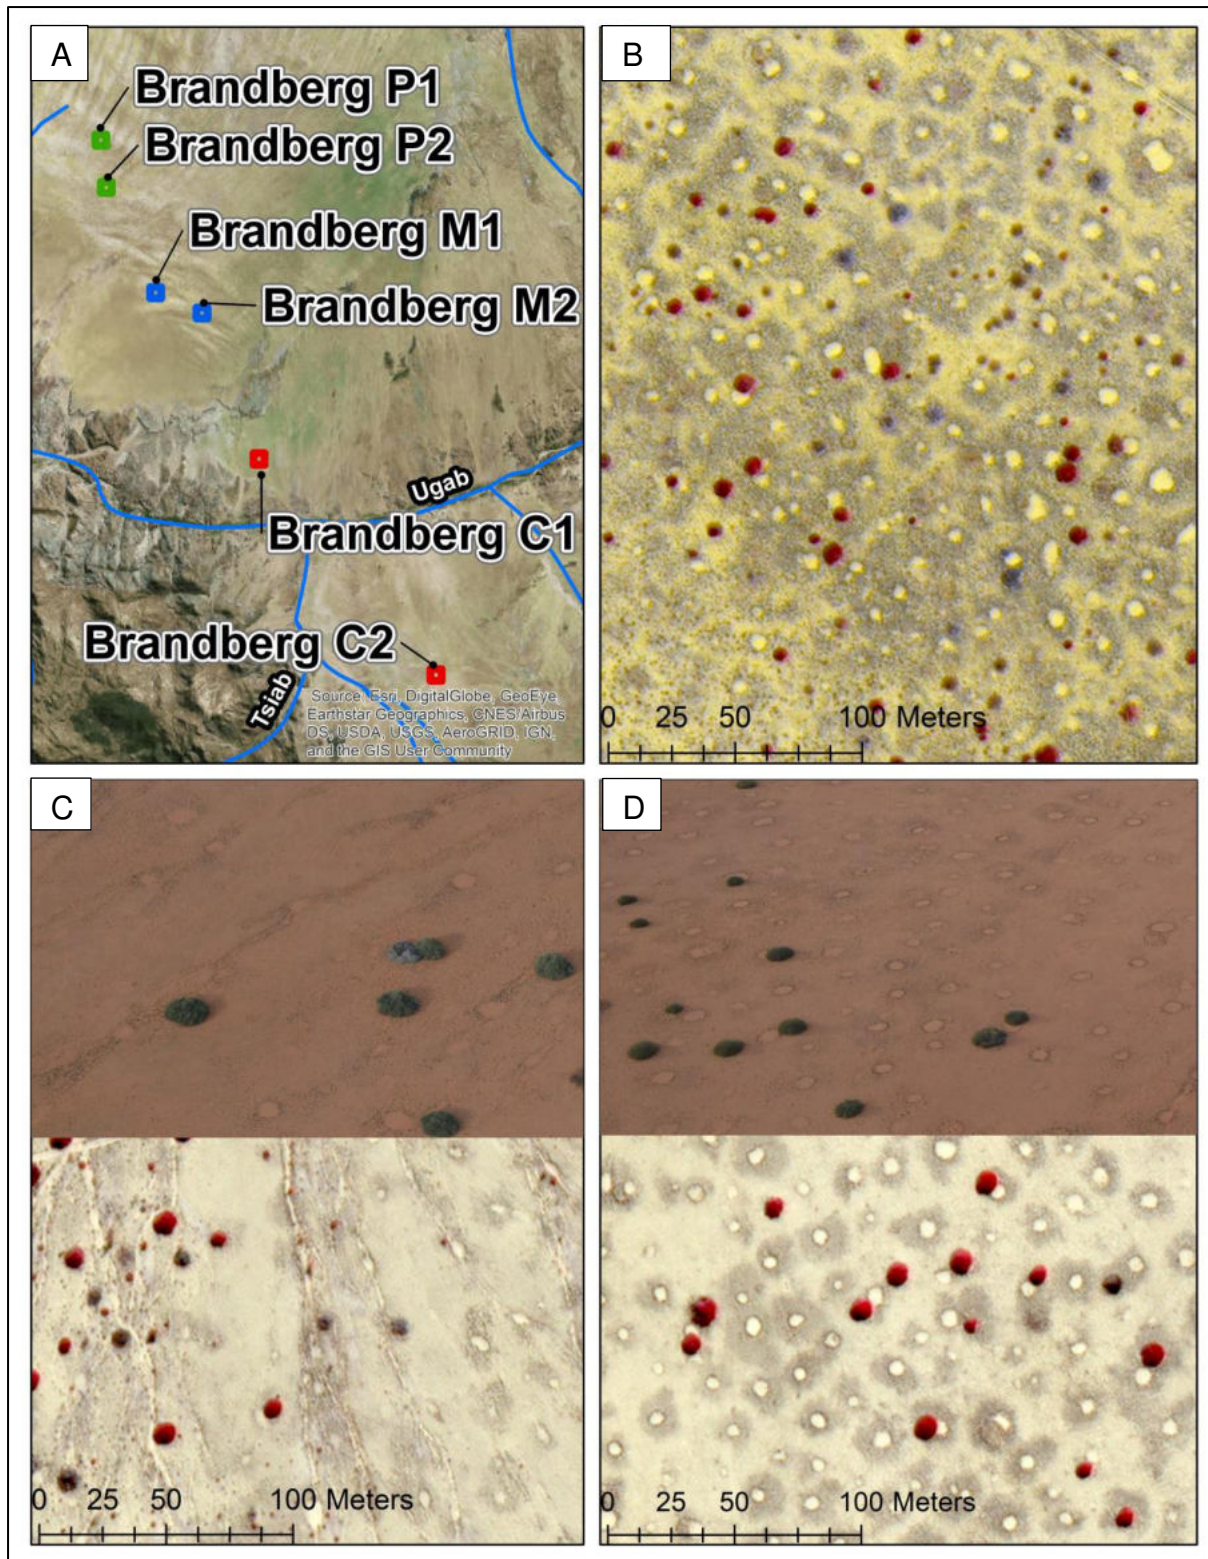 A
Brandberg P1
Brandberg P2
Brandberg M1
Brandberg M2
Ugab
Brandberg C1
Brandberg C2
Tsiab
Source: Esri, DigitalGlobe, GeoEye,
Earthstar Geographics, CNES/Airbus
DS, USDA, USGS, AeroGRID, IGN,
and the GIS User Community
B
0 25 50 100 Meters
C
0 25 50 100 Meters
D
0 25 50 100 Meters